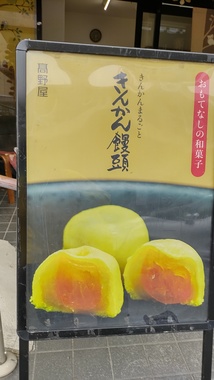 おもてなしの和菓子
きんかんまるごと
きんかん饅頭
髙野屋